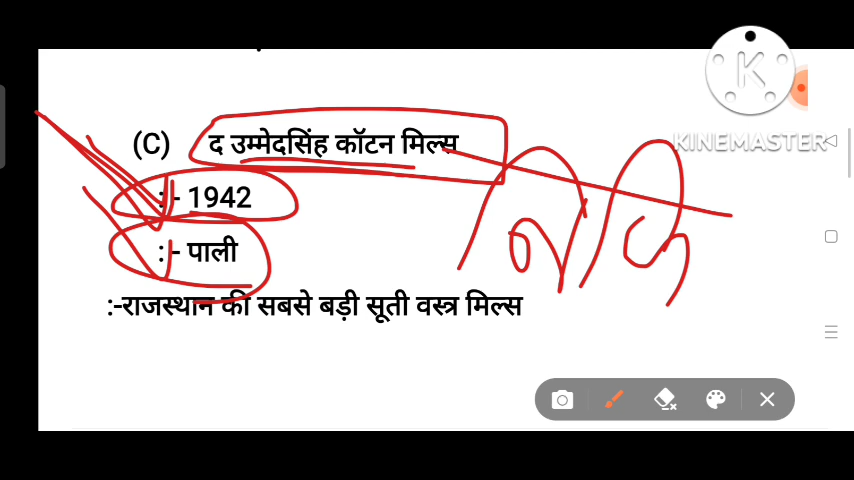 KINEMASTER
(C) द उम्मेदसिंह कॉटन मिल्स
:- 1942
:- पाली
:-राजस्थान की सबसे बड़ी सूती वस्त्र मिल्स